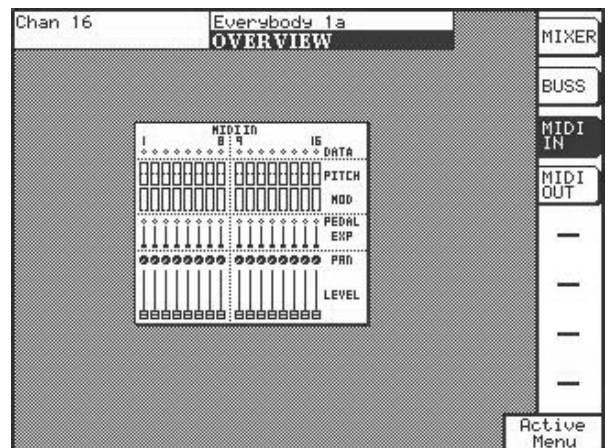 Chan 16
Everybody 1a
OVERVIEW
MIXER
BUSS
MIDI
IN
MIDI
OUT
MIDI IN
1 8 9 16
DATA
PITCH
MOD
PEDAL
EXP
PAN
LEVEL
Active
Menu